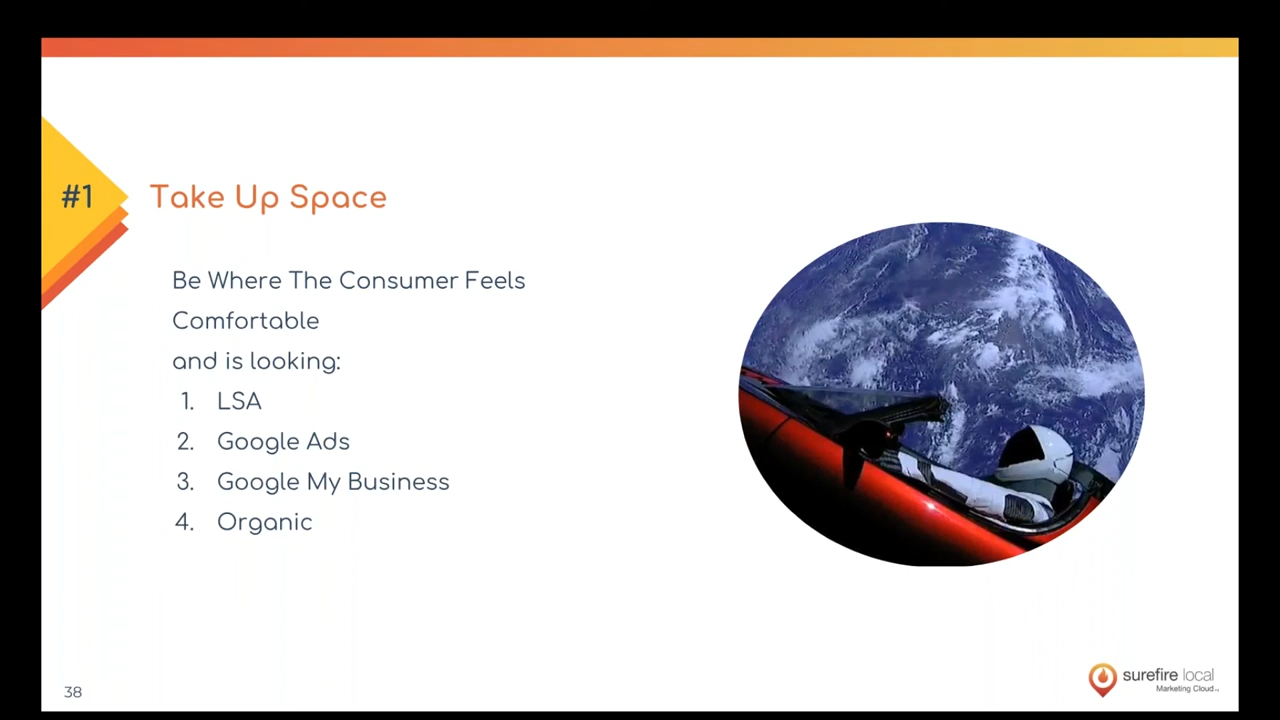 #1
Take Up Space
Be Where The Consumer Feels
Comfortable
and is looking:
1. LSA
2. Google Ads
3. Google My Business
4. Organic
38
surefire local
Marketing Cloud™